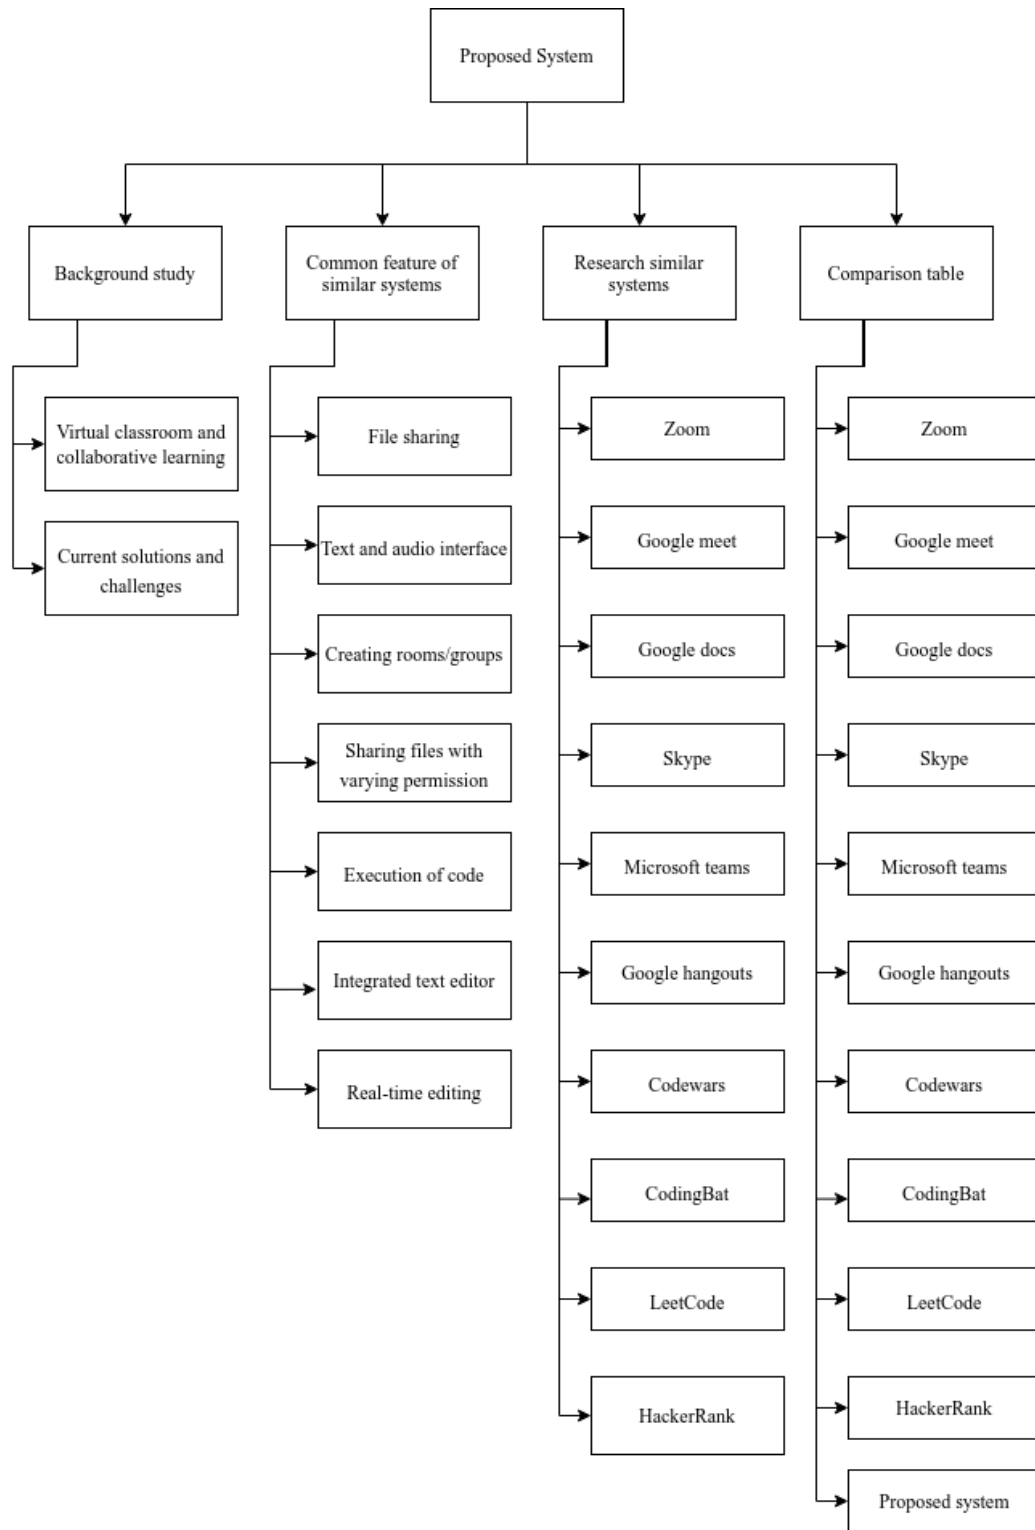 Proposed System
Background study
Common feature of
similar systems
Research similar
systems
Comparison table
Virtual classroom and
collaborative learning
Current solutions and
challenges
File sharing
Text and audio interface
Creating rooms/groups
Sharing files with
varying permission
Execution of code
Integrated text editor
Real-time editing
Zoom
Google meet
Google docs
Skype
Microsoft teams
Google hangouts
Codewars
CodingBat
LeetCode
HackerRank
Zoom
Google meet
Google docs
Skype
Microsoft teams
Google hangouts
Codewars
CodingBat
LeetCode
HackerRank
Proposed system